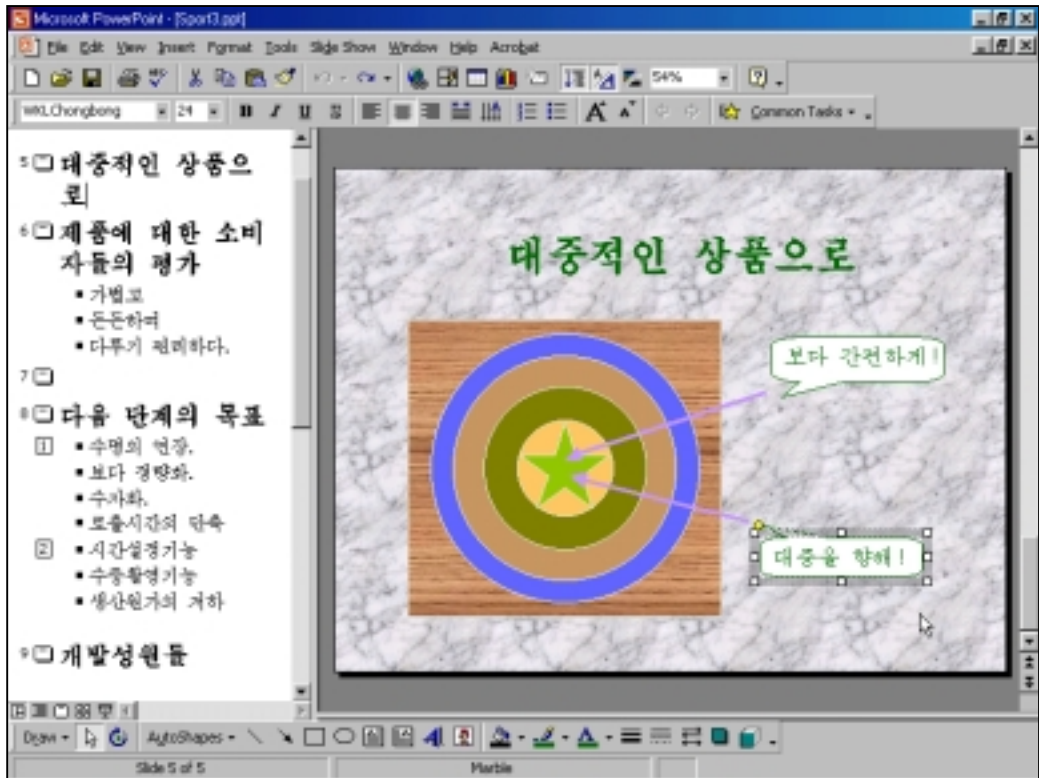 Microsoft PowerPoint - [Sport3.ppt]
File Edit View Insert Format Tools Slide Show Window Help Acrobat
54%
WKLChongbong 24 B I U S A A Common Tasks
5 대중적인 상품으
로
6 제품에 대한 소비
자들의 평가
▪ 가볍고
▪ 든든하며
▪ 다루기 편리하다.
7
8 다음 단계의 목표
1 ▪ 수명의 연장.
▪ 보다 경량화.
▪ 수자화.
▪ 로출시간의 단축
2 ▪ 시간설정기능
▪ 수중촬영기능
▪ 생산원가의 저하
9 개발성원들
대중적인 상품으로
보다 간편하게!
대중을 향해!
Draw AutoShapes
Slide 5 of 5 Marble